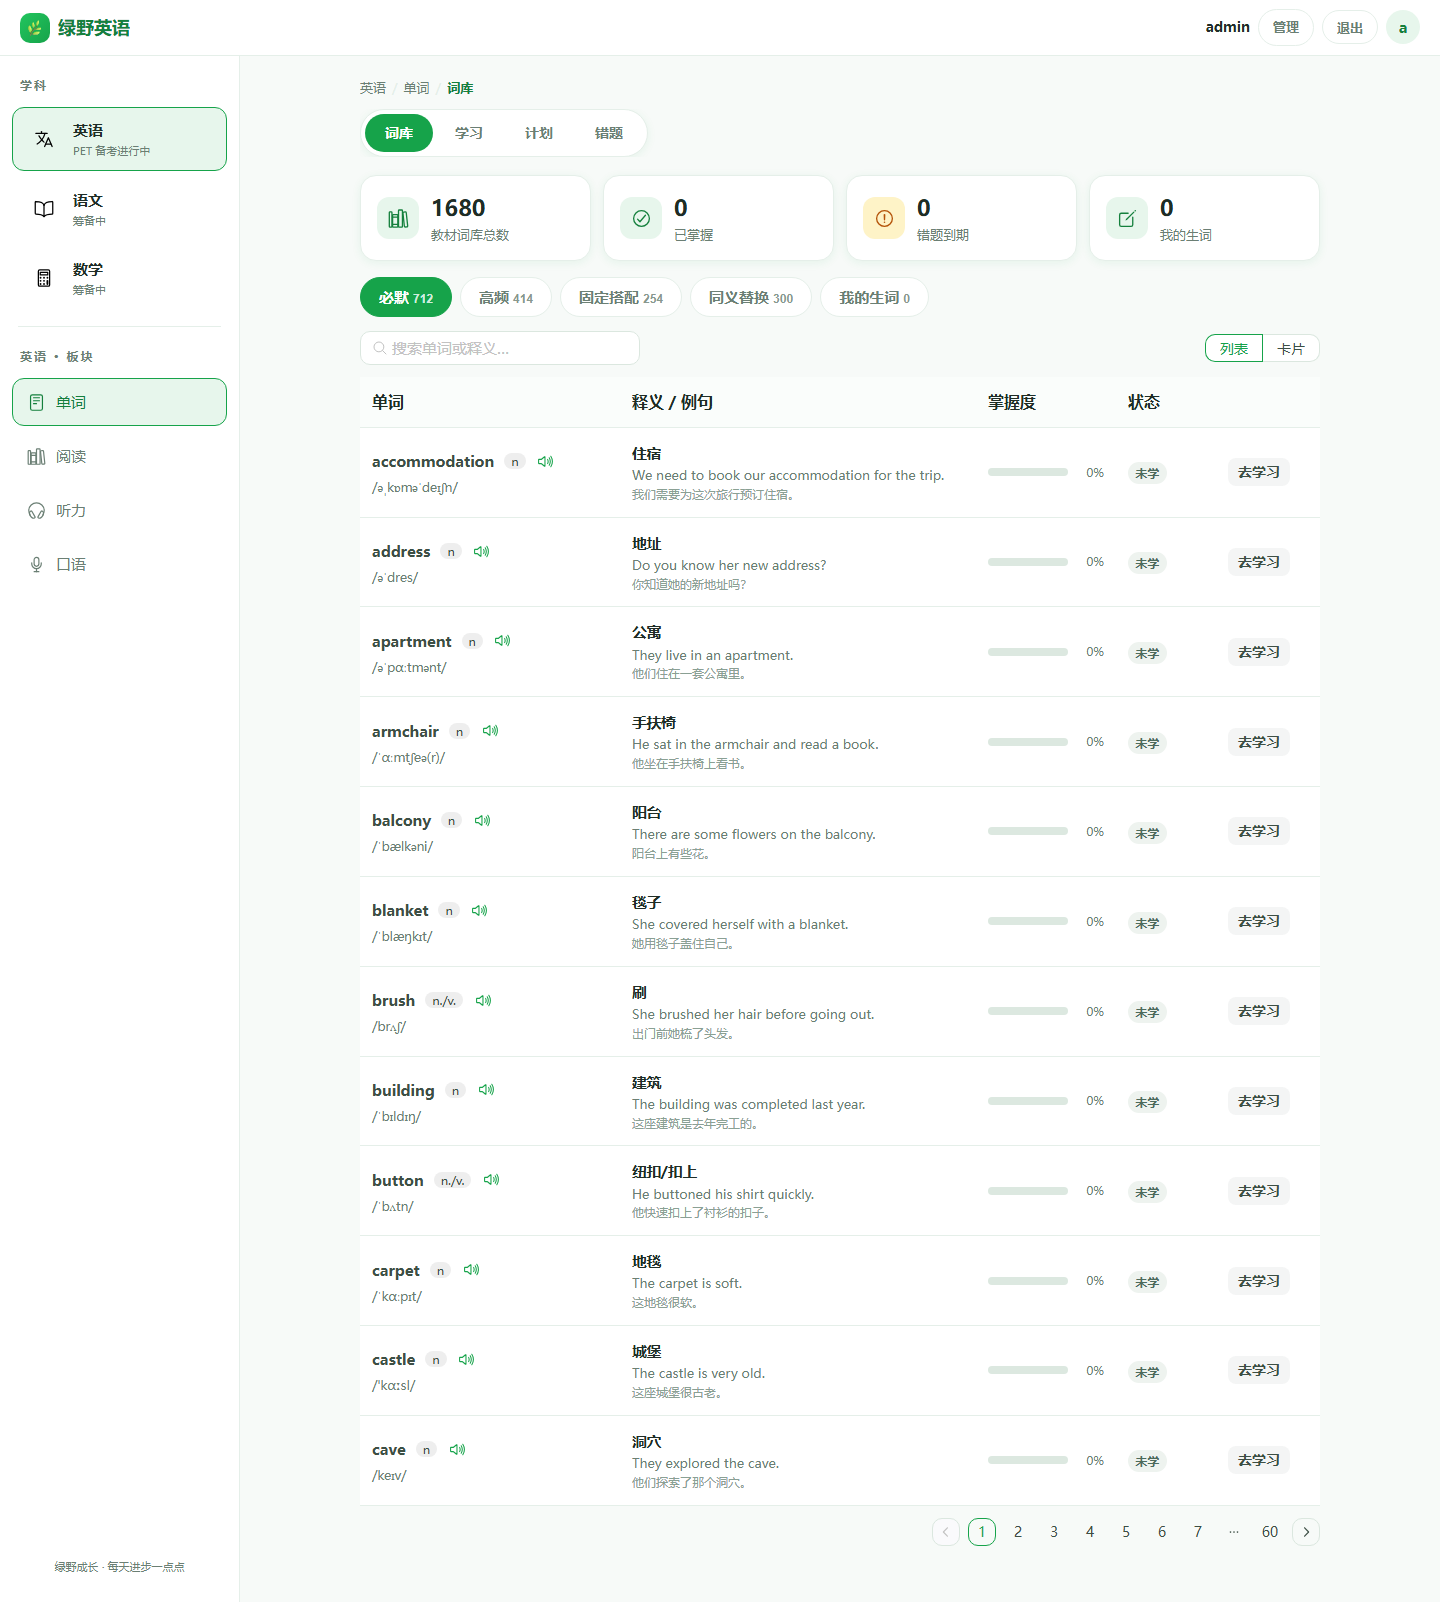 绿野英语
admin
管理
退出
a
学科
英语
PET 备考进行中
语文
筹备中
数学
筹备中
英语 • 板块
单词
阅读
听力
口语
绿野成长 · 每天进步一点点
英语 / 单词 / 词库
词库 学习 计划 错题
1680
教材词库总数
0
已掌握
0
错题到期
0
我的生词
必默 712 高频 414 固定搭配 254 同义替换 300 我的生词 0
搜索单词或释义...
列表 卡片
单词 释义 / 例句 掌握度 状态
accommodation n
/əˌkɒməˈdeɪʃn/
住宿
We need to book our accommodation for the trip.
我们需要为这次旅行预订住宿。
0% 未学 去学习
address n
/əˈdres/
地址
Do you know her new address?
你知道她的新地址吗?
0% 未学 去学习
apartment n
/əˈpɑːtmənt/
公寓
They live in an apartment.
他们住在一套公寓里。
0% 未学 去学习
armchair n
/ˈɑːmtʃeə(r)/
手扶椅
He sat in the armchair and read a book.
他坐在手扶椅上看书。
0% 未学 去学习
balcony n
/ˈbælkəni/
阳台
There are some flowers on the balcony.
阳台上有些花。
0% 未学 去学习
blanket n
/ˈblæŋkɪt/
毯子
She covered herself with a blanket.
她用毯子盖住自己。
0% 未学 去学习
brush n./v.
/brʌʃ/
刷
She brushed her hair before going out.
出门前她梳了头发。
0% 未学 去学习
building n
/ˈbɪldɪŋ/
建筑
The building was completed last year.
这座建筑是去年完工的。
0% 未学 去学习
button n./v.
/ˈbʌtn/
纽扣/扣上
He buttoned his shirt quickly.
他快速扣上了衬衫的扣子。
0% 未学 去学习
carpet n
/ˈkɑːpɪt/
地毯
The carpet is soft.
这地毯很软。
0% 未学 去学习
castle n
/ˈkɑːsl/
城堡
The castle is very old.
这座城堡很古老。
0% 未学 去学习
cave n
/keɪv/
洞穴
They explored the cave.
他们探索了那个洞穴。
0% 未学 去学习
1 2 3 4 5 6 7 ··· 60